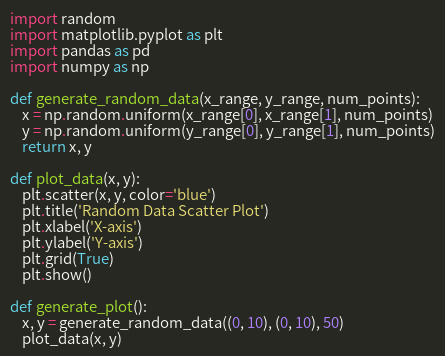 import random
import matplotlib.pyplot as plt
import pandas as pd
import numpy as np

def generate_random_data(x_range, y_range, num_points):
    x = np.random.uniform(x_range[0], x_range[1], num_points)
    y = np.random.uniform(y_range[0], y_range[1], num_points)
    return x, y

def plot_data(x, y):
    plt.scatter(x, y, color='blue')
    plt.title('Random Data Scatter Plot')
    plt.xlabel('X-axis')
    plt.ylabel('Y-axis')
    plt.grid(True)
    plt.show()

def generate_plot():
    x, y = generate_random_data((0, 10), (0, 10), 50)
    plot_data(x, y)